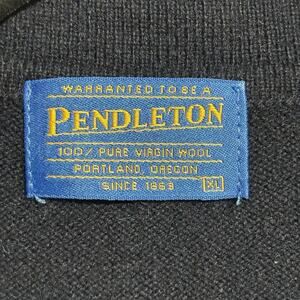 WARRANTED TO BE A
PENDLETON
100% PURE VIRGIN WOOL
PORTLAND, OREGON
SINCE 1863 XL